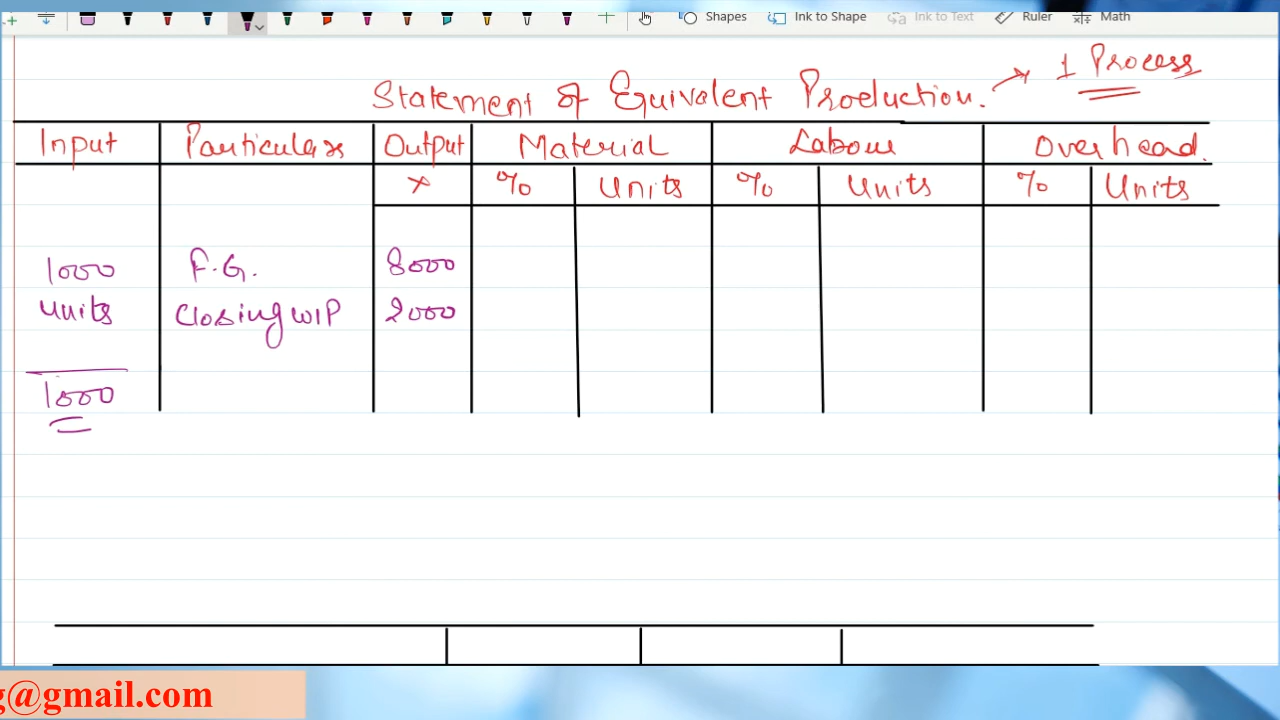 Shapes Ink to Shape Ink to Text Ruler Math
Statement of Equivalent Production. → 1 Process
Input Particulars Output Material Labour Overhead.
x % Units % Units % Units
1000 F.G. 8000
Units Closing WIP 2000
1000
g@gmail.com